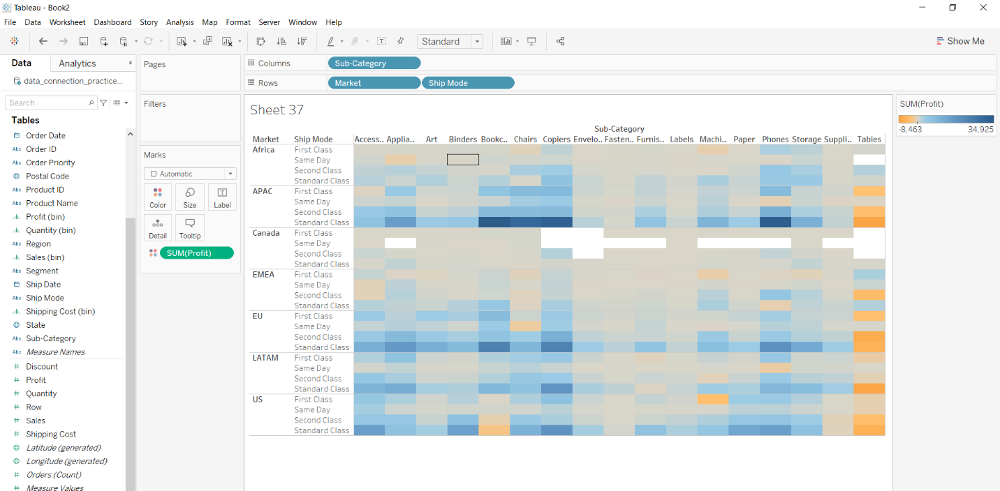 Tableau - Book2
File Data Worksheet Dashboard Story Analysis Map Format Server Window Help
Standard
Show Me
Data
Analytics
data_connection_practice...
Search
Tables
Order Date
Abc Order ID
Abc Order Priority
Postal Code
Abc Product ID
Abc Product Name
Profit (bin)
Quantity (bin)
Abc Region
Sales (bin)
Abc Segment
Ship Date
Abc Ship Mode
Shipping Cost (bin)
State
Abc Sub-Category
Abc Measure Names
# Discount
# Profit
# Quantity
# Row
# Sales
# Shipping Cost
Latitude (generated)
Longitude (generated)
# Orders (Count)
# Measure Values
Pages
Filters
Marks
Automatic
Color Size Label
Detail Tooltip
SUM(Profit)
Columns Sub-Category
Rows Market Ship Mode
Sheet 37
Sub-Category
Market Ship Mode Access.. Applia.. Art Binders Bookc.. Chairs Copiers Envelo.. Fasten.. Furnis.. Labels Machi.. Paper Phones Storage Suppli.. Tables
Africa First Class
Same Day
Second Class
Standard Class
APAC First Class
Same Day
Second Class
Standard Class
Canada First Class
Same Day
Second Class
Standard Class
EMEA First Class
Same Day
Second Class
Standard Class
EU First Class
Same Day
Second Class
Standard Class
LATAM First Class
Same Day
Second Class
Standard Class
US First Class
Same Day
Second Class
Standard Class
SUM(Profit)
-8,463 34,925